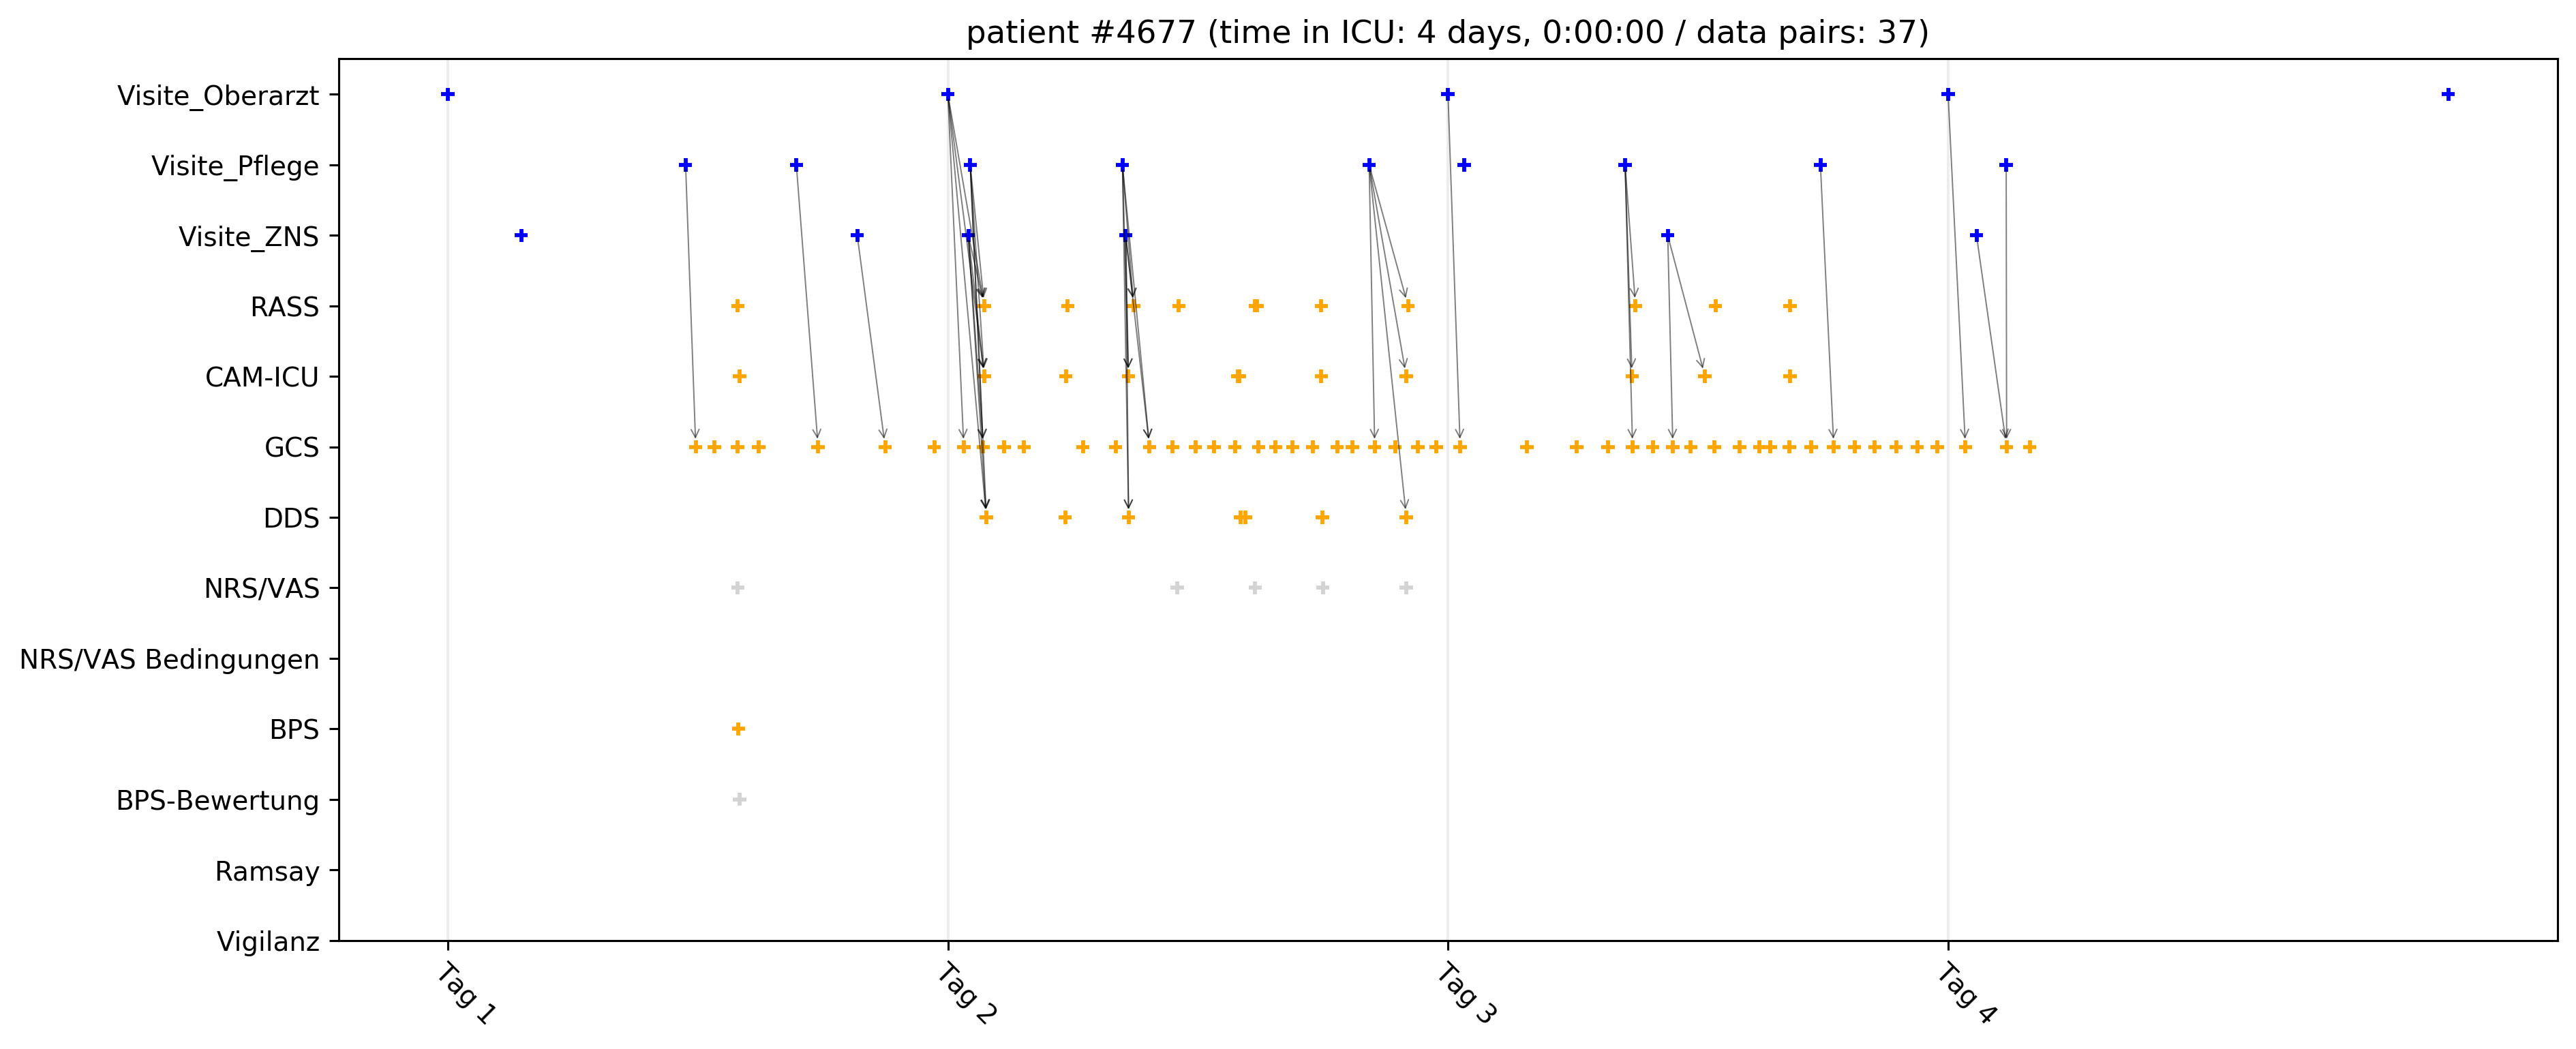 patient #4677 (time in ICU: 4 days, 0:00:00 / data pairs: 37)
Visite_Oberarzt
Visite_Pflege
Visite_ZNS
RASS
CAM-ICU
GCS
DDS
NRS/VAS
NRS/VAS Bedingungen
BPS
BPS-Bewertung
Ramsay
Vigilanz
Tag 1
Tag 2
Tag 3
Tag 4